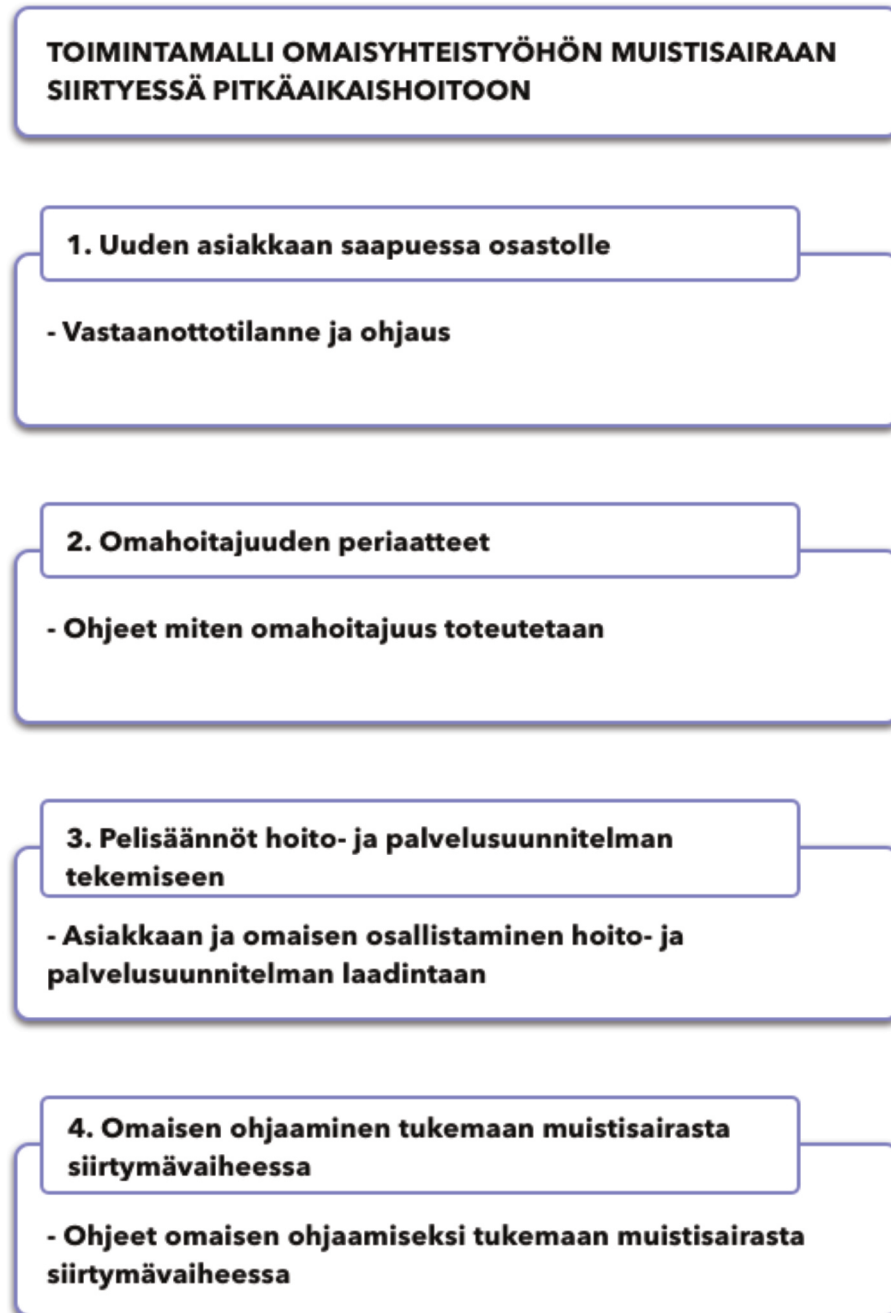 TOIMINTAMALLI OMAISYHTEISTYÖHÖN MUISTISAIRAAN
SIIRTYESSÄ PITKÄAIKAISHOITOON
1. Uuden asiakkaan saapuessa osastolle
- Vastaanottotilanne ja ohjaus
2. Omahoitajuuden periaatteet
- Ohjeet miten omahoitajuus toteutetaan
3. Pelisäännöt hoito- ja palvelusuunnitelman
tekemiseen
- Asiakkaan ja omaisen osallistaminen hoito- ja
palvelusuunnitelman laadintaan
4. Omaisen ohjaaminen tukemaan muistisairasta
siirtymävaiheessa
- Ohjeet omaisen ohjaamiseksi tukemaan muistisairasta
siirtymävaiheessa